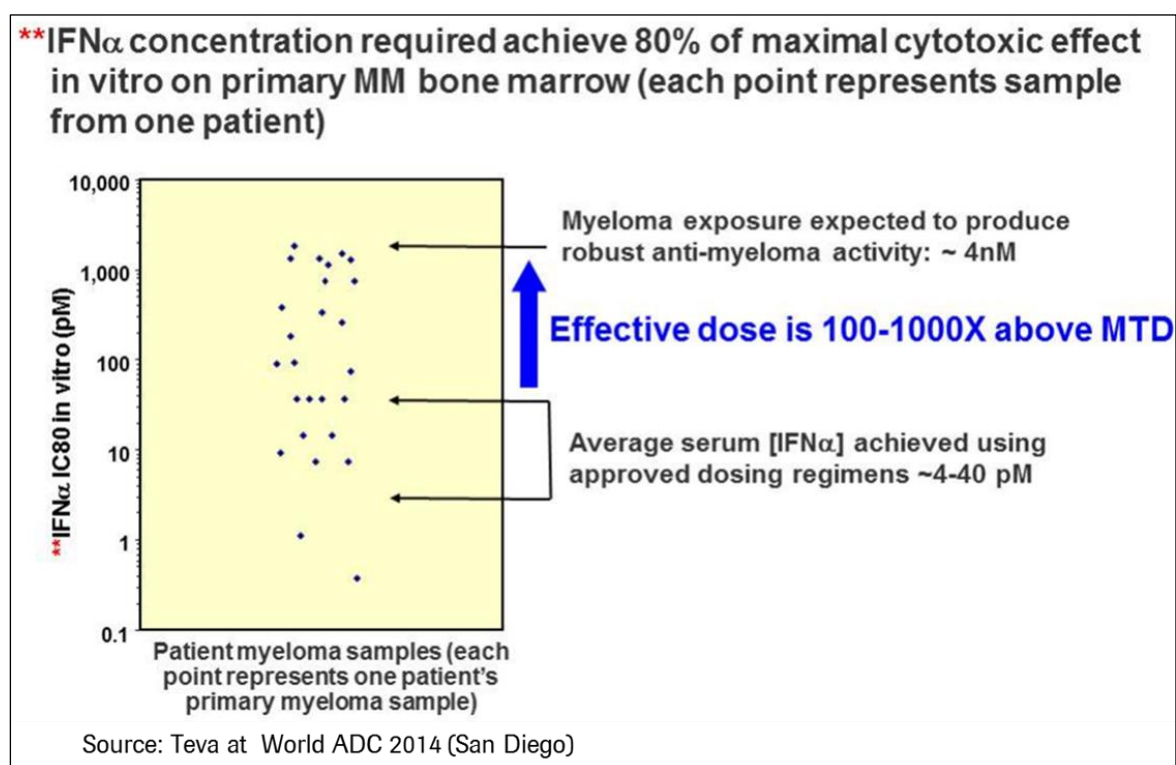 **IFNα concentration required achieve 80% of maximal cytotoxic effect
in vitro on primary MM bone marrow (each point represents sample
from one patient)
10,000
1,000
100
10
1
0.1
**IFNα IC80 in vitro (pM)
Myeloma exposure expected to produce
robust anti-myeloma activity: ~ 4nM
Effective dose is 100-1000X above MTD
Average serum [IFNα] achieved using
approved dosing regimens ~4-40 pM
Patient myeloma samples (each
point represents one patient's
primary myeloma sample)
Source: Teva at World ADC 2014 (San Diego)